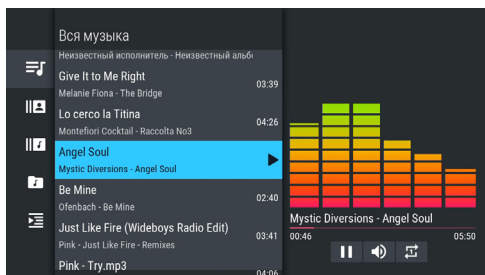 Вся музыка
Неизвестный исполнитель - Неизвестный альбо
Give It to Me Right
Melanie Fiona - The Bridge
03:39
Lo cerco la Titina
Montefiori Cocktail - Raccolta No3
04:26
Angel Soul
Mystic Diversions - Angel Soul
Be Mine
Ofenbach - Be Mine
02:40
Just Like Fire (Wideboys Radio Edit)
Pink - Just Like Fire - Remixes
03:41
Pink - Try.mp3
04:06
Mystic Diversions - Angel Soul
00:46
05:50